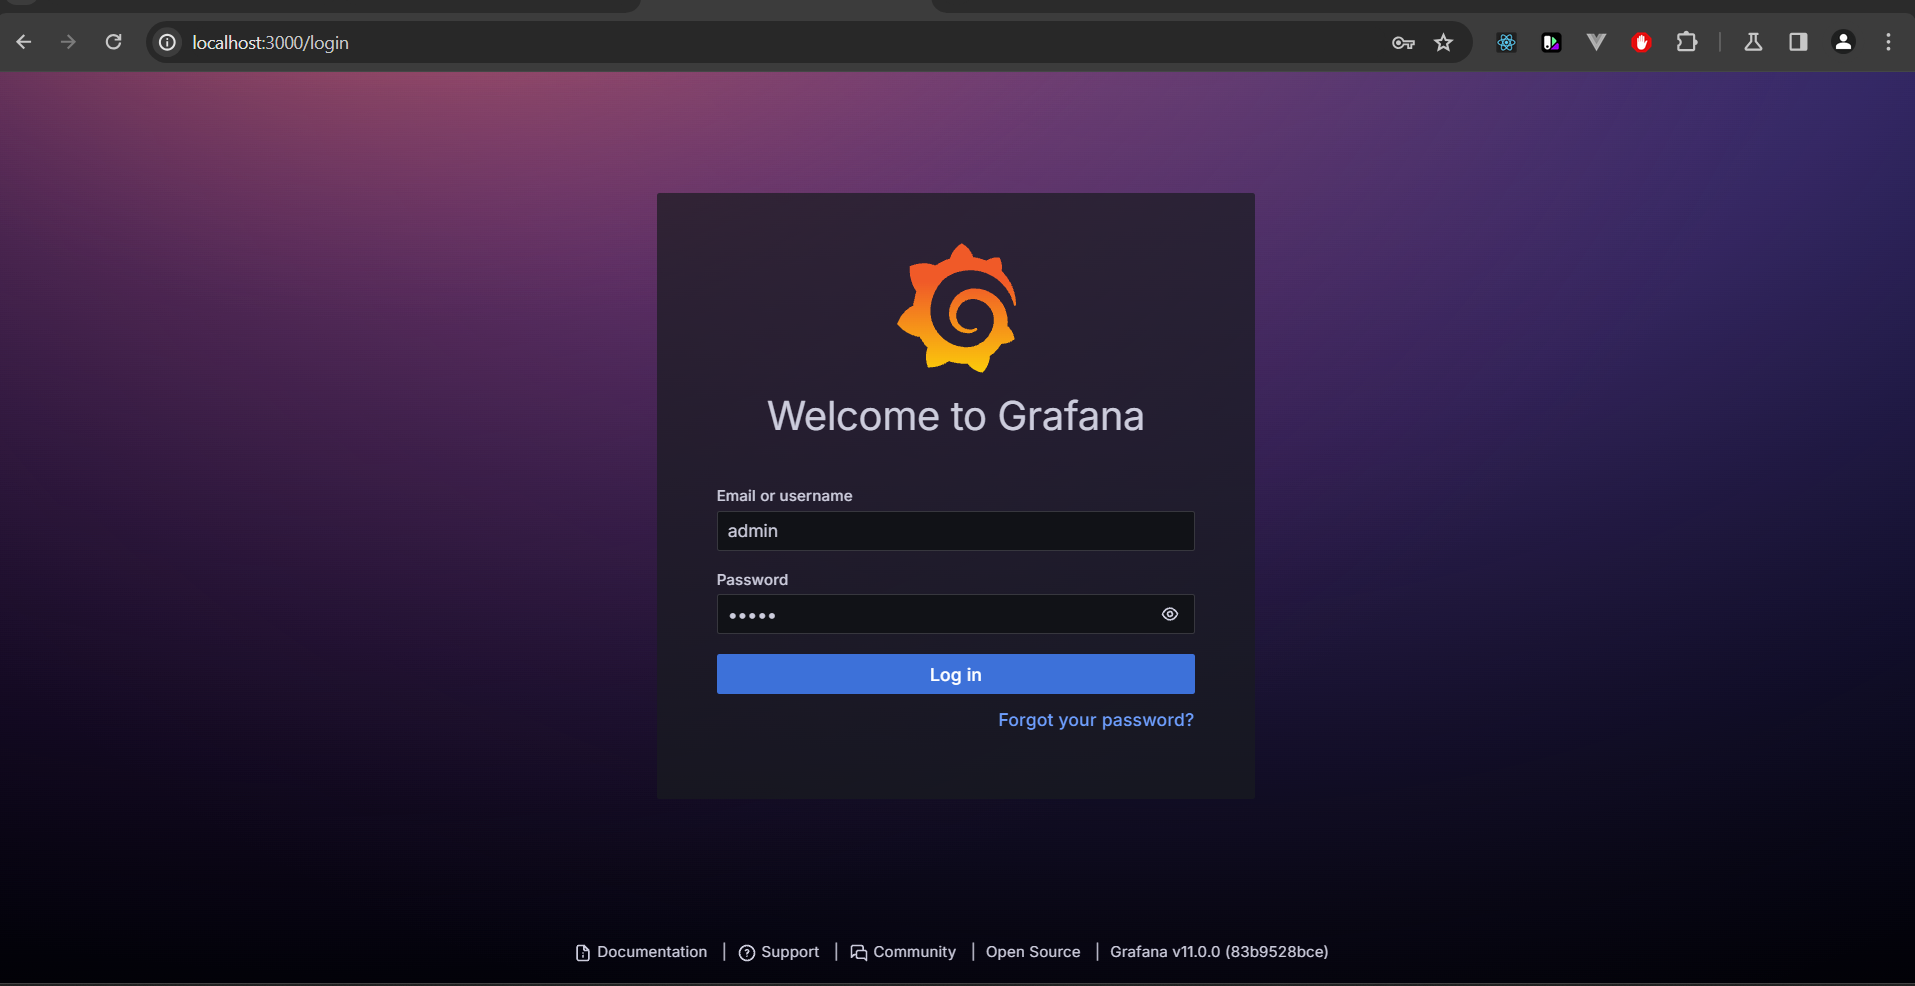 localhost:3000/login
Welcome to Grafana
Email or username
admin
Password
•••••
Log in
Forgot your password?
Documentation | Support | Community | Open Source | Grafana v11.0.0 (83b9528bce)